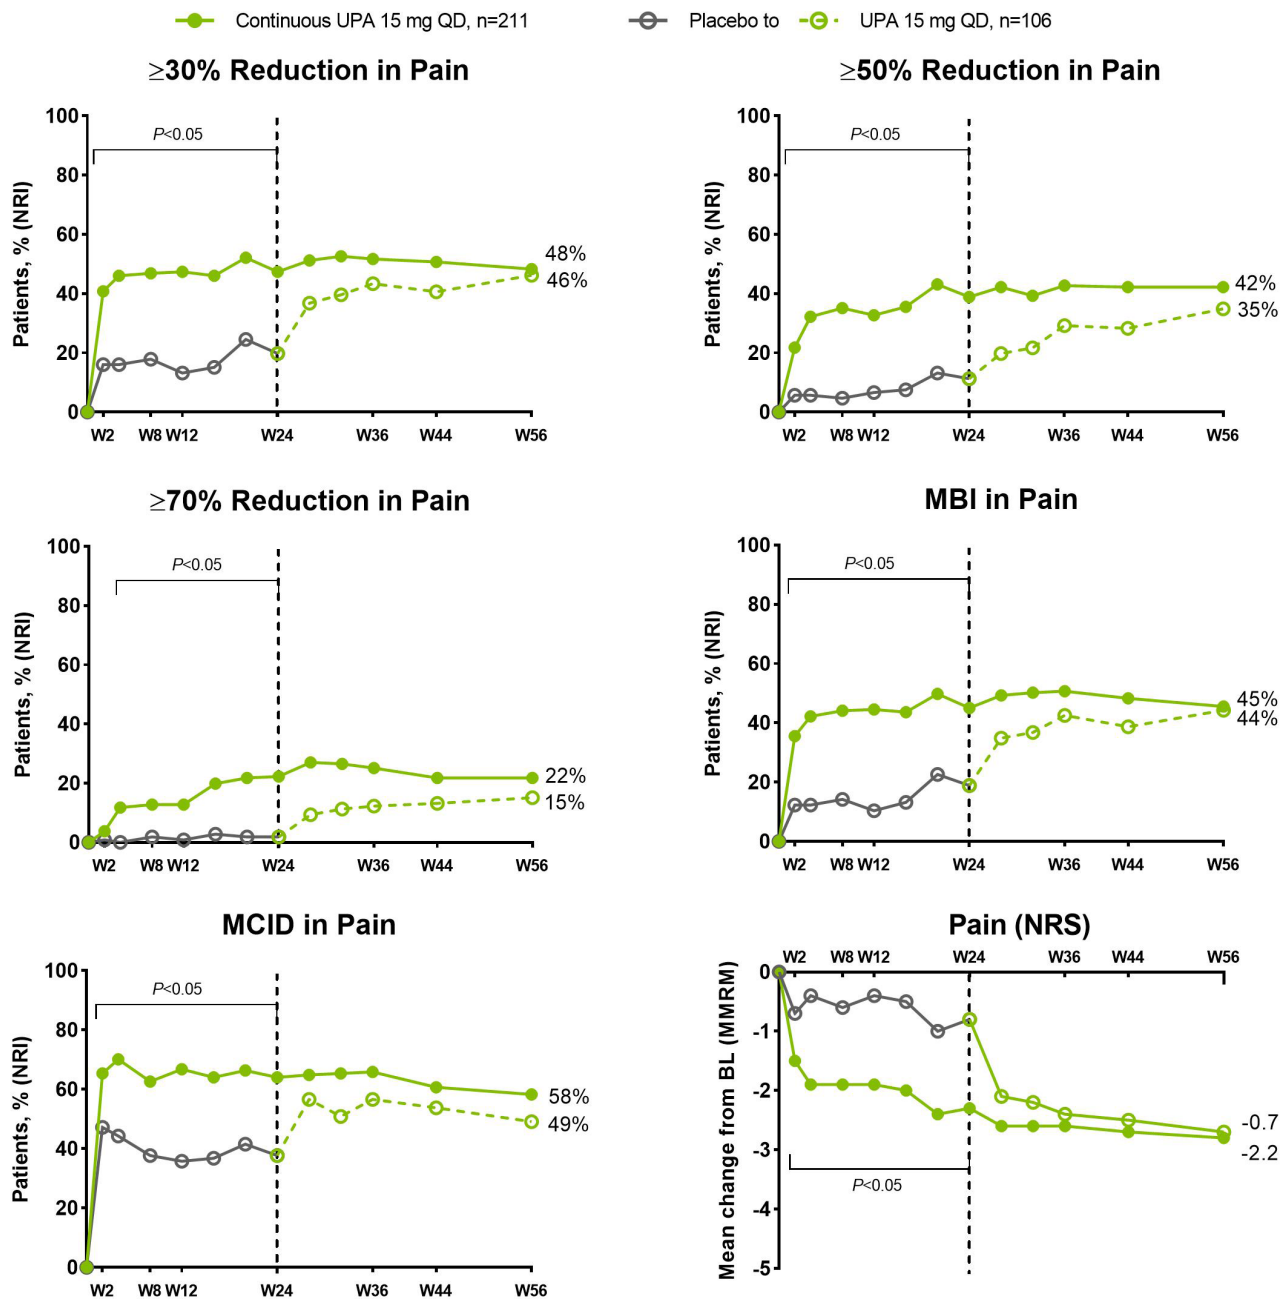 Continuous UPA 15 mg QD, n=211 Placebo to UPA 15 mg QD, n=106
≥30% Reduction in Pain
Patients, % (NRI)
100
80
60
40
20
0
P<0.05
48%
46%
W2 W8 W12 W24 W36 W44 W56
≥50% Reduction in Pain
Patients, % (NRI)
100
80
60
40
20
0
P<0.05
42%
35%
W2 W8 W12 W24 W36 W44 W56
≥70% Reduction in Pain
Patients, % (NRI)
100
80
60
40
20
0
P<0.05
22%
15%
W2 W8 W12 W24 W36 W44 W56
MBI in Pain
Patients, % (NRI)
100
80
60
40
20
0
P<0.05
45%
44%
W2 W8 W12 W24 W36 W44 W56
MCID in Pain
Patients, % (NRI)
100
80
60
40
20
0
P<0.05
58%
49%
W2 W8 W12 W24 W36 W44 W56
Pain (NRS)
W2 W8 W12 W24 W36 W44 W56
Mean change from BL (MMRM)
0
-1
-2
-3
-4
-5
-0.7
-2.2
P<0.05